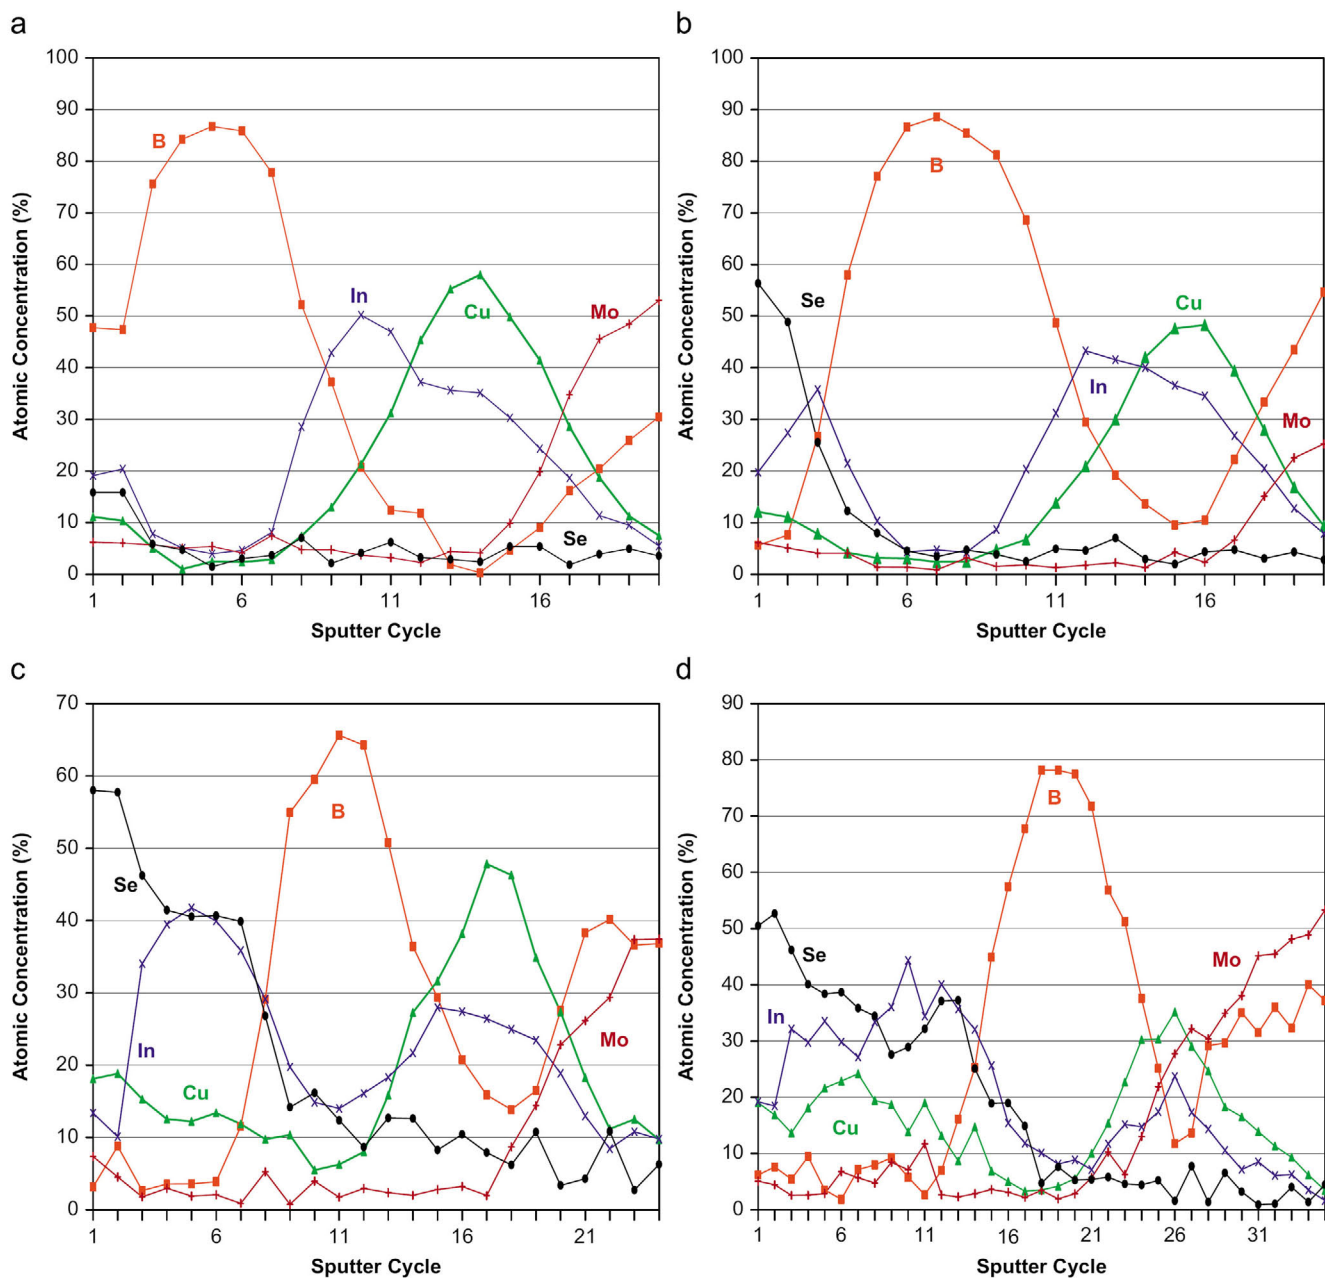 a
100
90
80
70
60
50
40
30
20
10
0
Atomic Concentration (%)
B
In
Cu
Mo
Se
1 6 11 16
Sputter Cycle
b
100
90
80
70
60
50
40
30
20
10
0
Atomic Concentration (%)
Se
B
In
Cu
Mo
1 6 11 16
Sputter Cycle
c
70
60
50
40
30
20
10
0
Atomic Concentration (%)
Se
B
In
Cu
Mo
1 6 11 16 21
Sputter Cycle
d
90
80
70
60
50
40
30
20
10
0
Atomic Concentration (%)
B
Se
In
Mo
Cu
1 6 11 16 21 26 31
Sputter Cycle